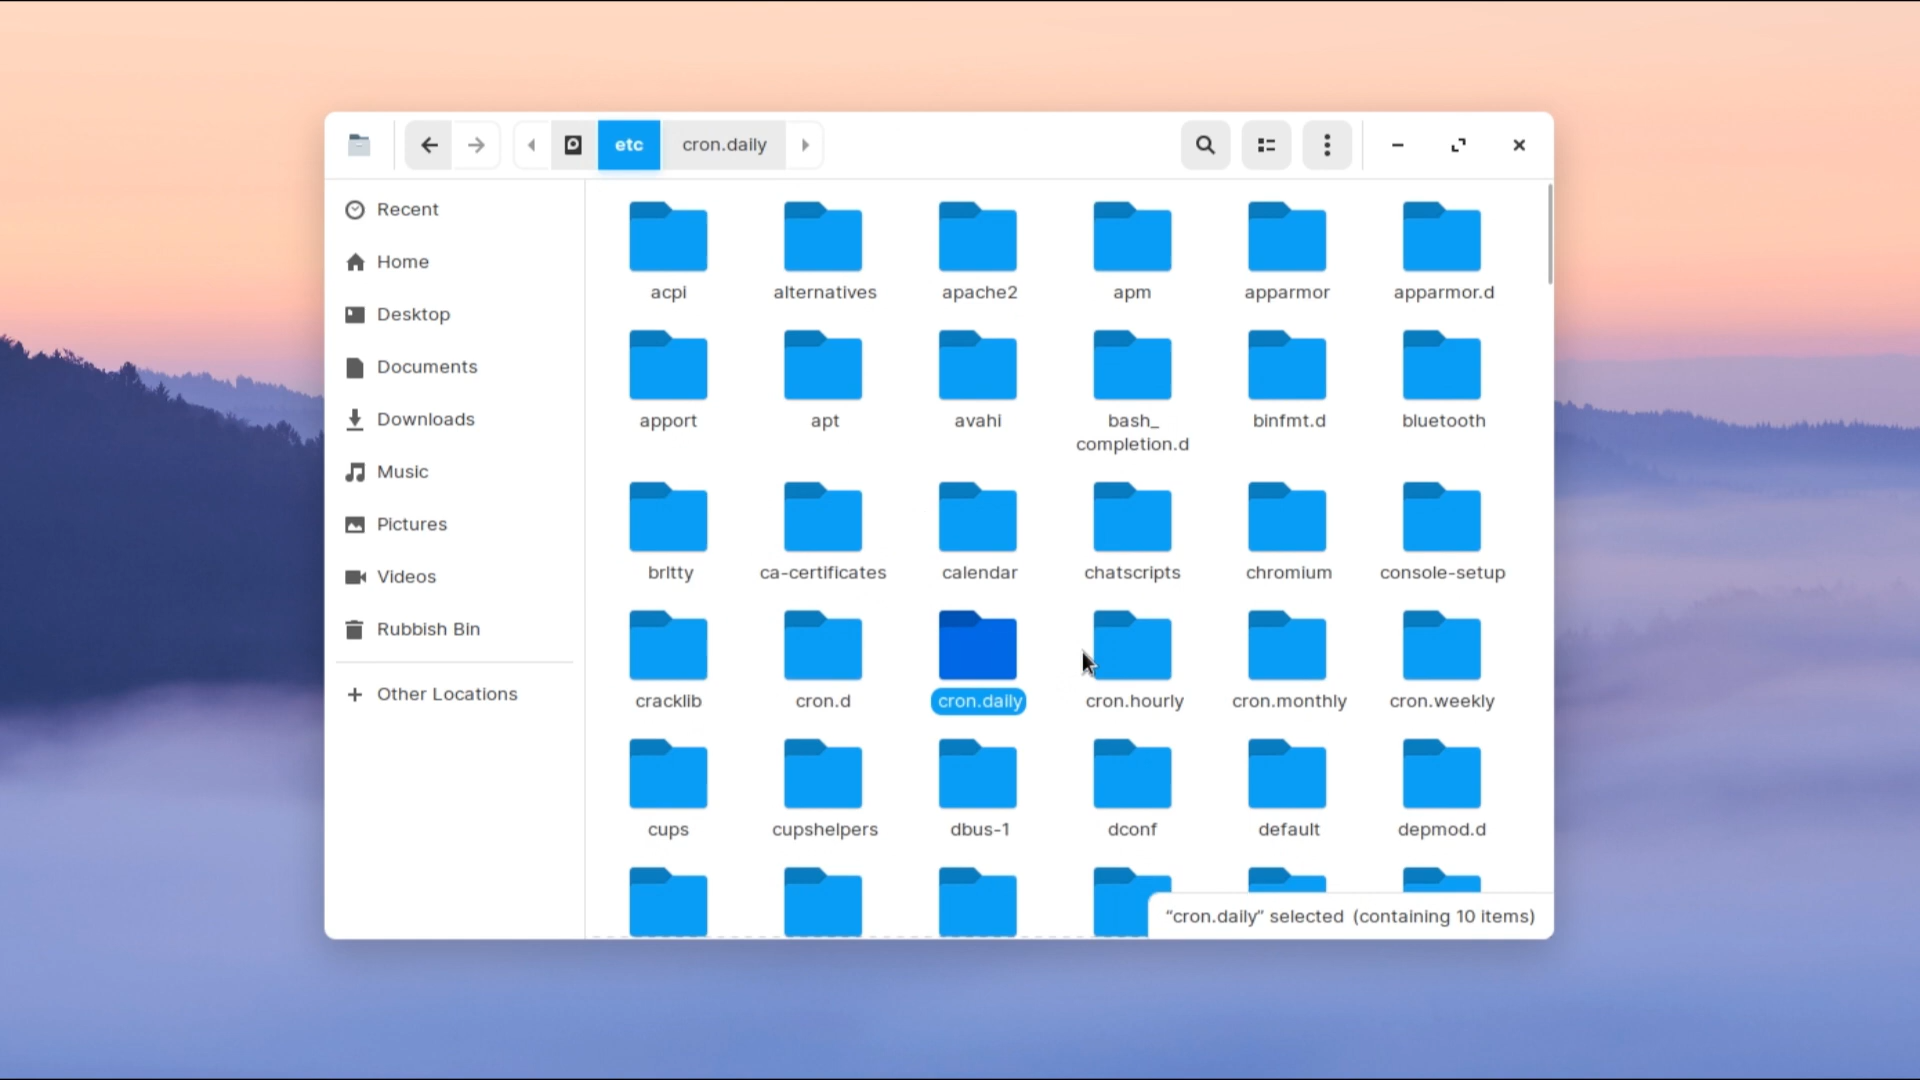 etc
cron.daily
Recent
Home
Desktop
Documents
Downloads
Music
Pictures
Videos
Rubbish Bin
Other Locations
acpi alternatives apache2 apm apparmor apparmor.d
apport apt avahi bash_ binfmt.d bluetooth
completion.d
brltty ca-certificates calendar chatscripts chromium console-setup
cracklib cron.d cron.daily cron.hourly cron.monthly cron.weekly
cups cupshelpers dbus-1 dconf default depmod.d
“cron.daily” selected (containing 10 items)